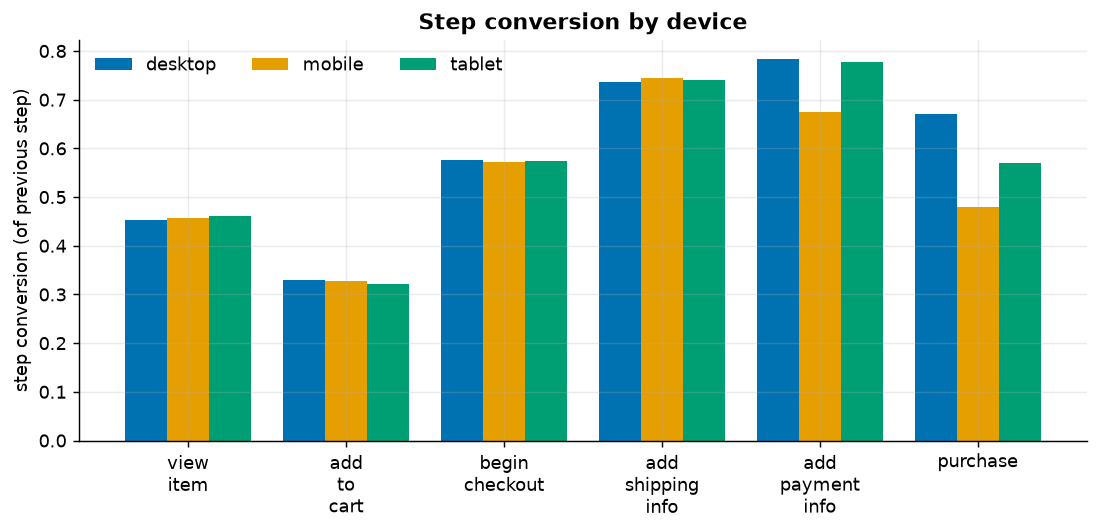 Step conversion by device
desktop mobile tablet
step conversion (of previous step)
0.8
0.7
0.6
0.5
0.4
0.3
0.2
0.1
0.0
view
item
add
to
cart
begin
checkout
add
shipping
info
add
payment
info
purchase